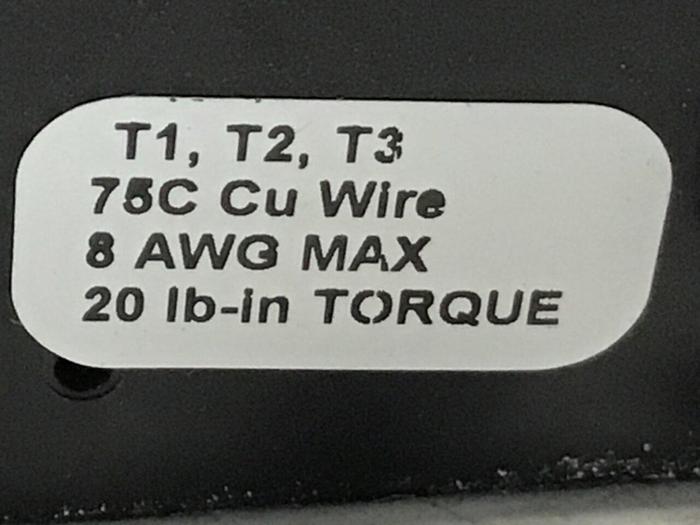 T1, T2, T3
75C Cu Wire
8 AWG MAX
20 lb-in TORQUE